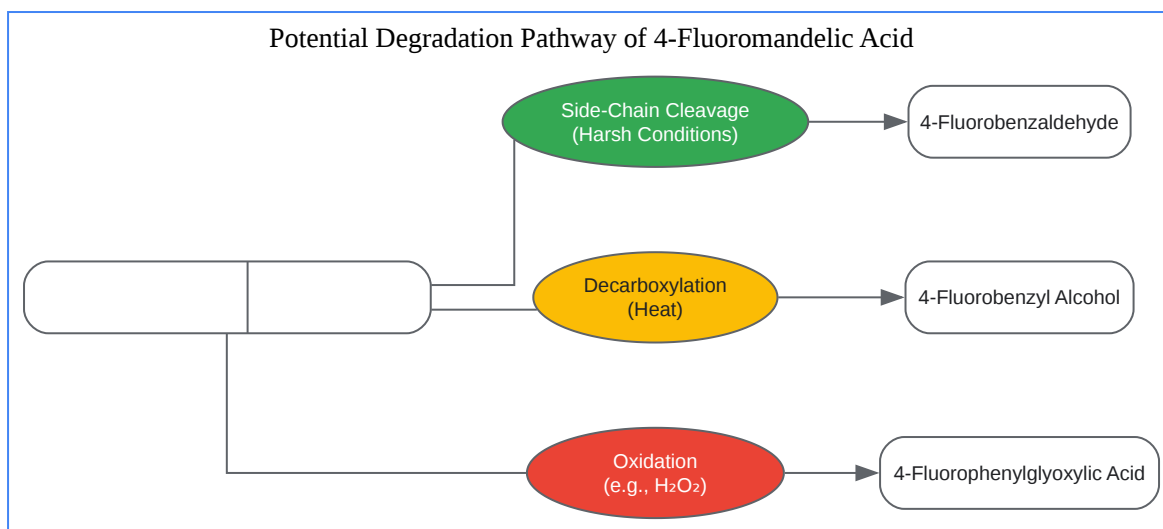 Potential Degradation Pathway of 4-Fluoromandelic Acid
Side-Chain Cleavage
(Harsh Conditions)
4-Fluorobenzaldehyde
Decarboxylation
(Heat)
4-Fluorobenzyl Alcohol
Oxidation
(e.g., H₂O₂)
4-Fluorophenylglyoxylic Acid